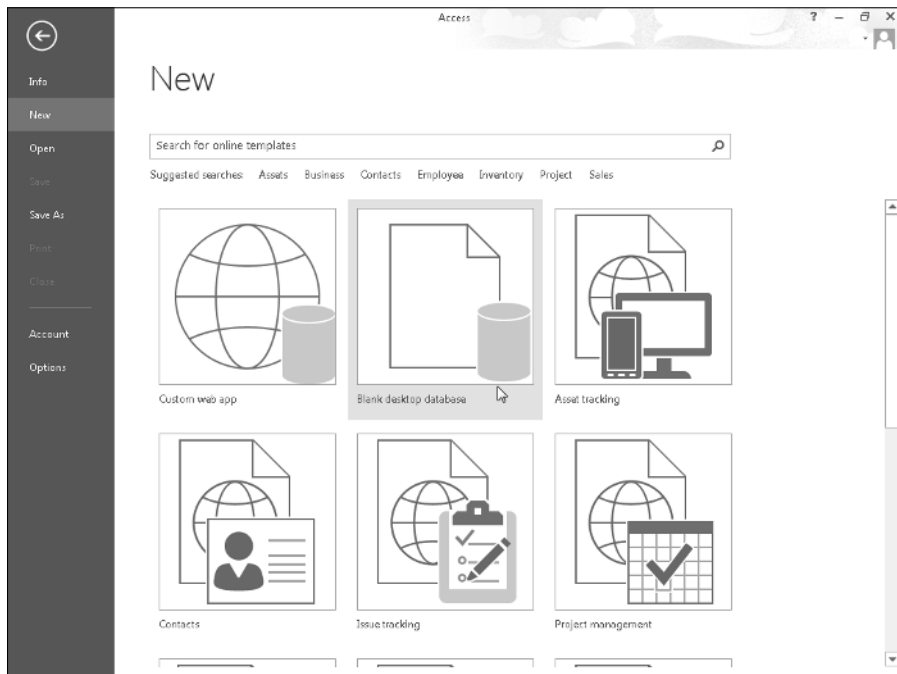 Access
?
Info
New
Open
Save
Save As
Print
Close
Account
Options
New
Search for online templates
Suggested searches: Assets Business Contacts Employee Inventory Project Sales
Custom web app Blank desktop database Asset tracking
Contacts Issue tracking Project management